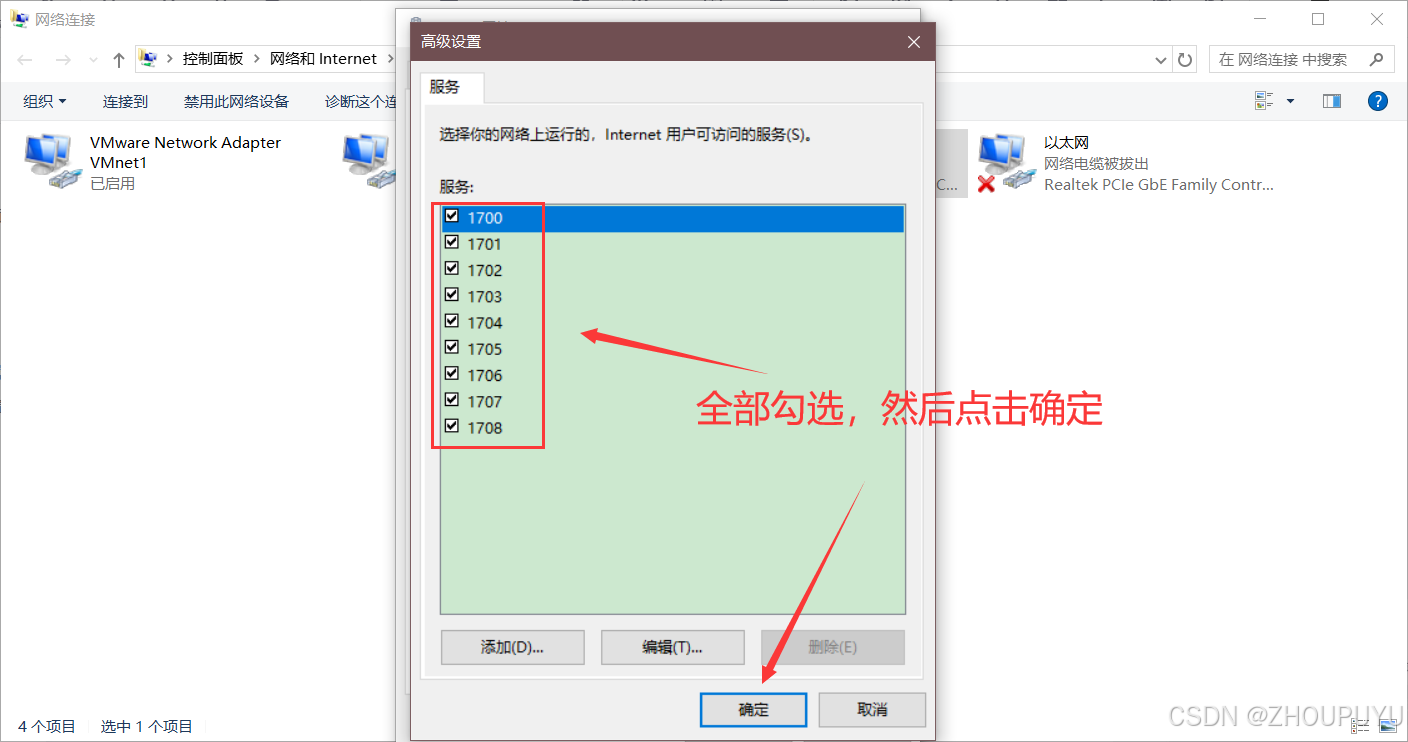 网络连接
高级设置
控制面板
网络和 Internet
在 网络连接 中搜索
组织
连接到
禁用此网络设备
诊断这个连
服务
选择你的网络上运行的，Internet 用户可访问的服务(S)。
VMware Network Adapter
VMnet1
已启用
C...
以太网
网络电缆被拔出
Realtek PCIe GbE Family Contr...
服务:
1700
1701
1702
1703
1704
1705
1706
1707
1708
全部勾选，然后点击确定
添加(D)...
编辑(T)...
删除(E)
确定
取消
4 个项目
选中 1 个项目
CSDN @ZHOUPUYU